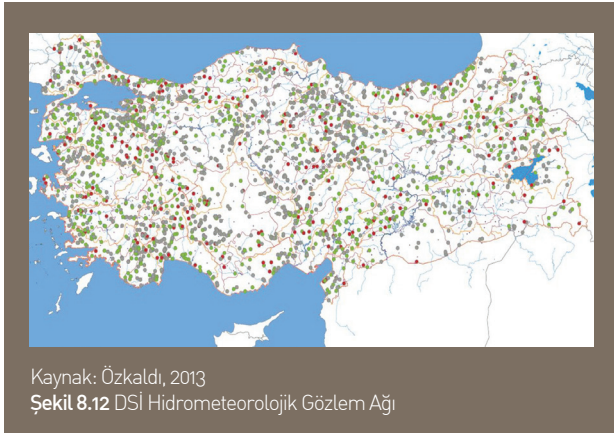 Kaynak: Özkaldı, 2013
Şekil 8.12 DSİ Hidrometeorolojik Gözlem Ağı